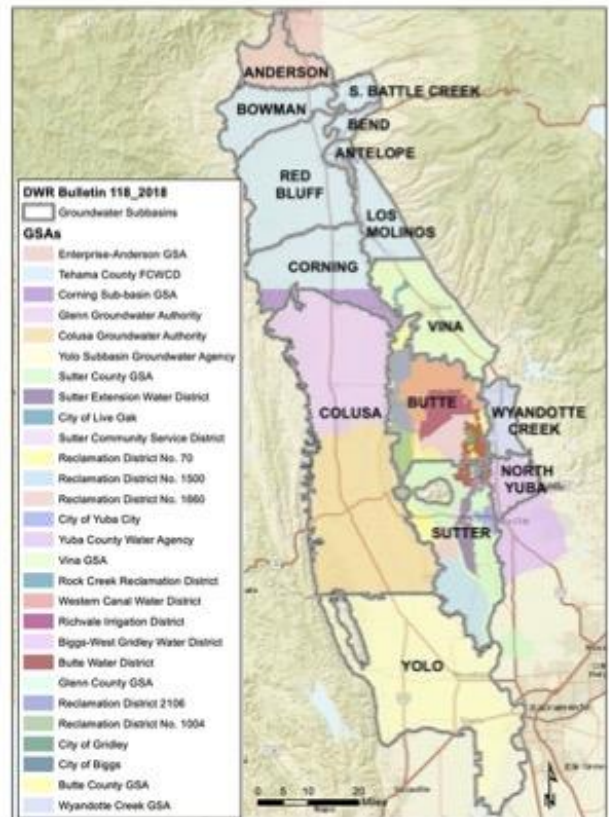 ANDERSON
S. BATTLE CREEK
BOWMAN
BEND
ANTELOPE
RED
BLUFF
LOS
MOLINOS
CORNING
VINA
BUTTE
COLUSA
WYANDOTTE
CREEK
NORTH
YUBA
SUTTER
YOLO
DWR Bulletin 118_2018
Groundwater Subbasins
GSAs
Enterprise-Anderson GSA
Tehama County FCWCD
Corning Sub-basin GSA
Glenn Groundwater Authority
Colusa Groundwater Authority
Yolo Subbasin Groundwater Agency
Sutter County GSA
Sutter Extension Water District
City of Live Oak
Sutter Community Service District
Reclamation District No. 70
Reclamation District No. 1500
Reclamation District No. 1660
City of Yuba City
Yuba County Water Agency
Vina GSA
Rock Creek Reclamation District
Western Canal Water District
Richvale Irrigation District
Biggs-West Gridley Water District
Butte Water District
Glenn County GSA
Reclamation District 2106
Reclamation District No. 1004
City of Gridley
City of Biggs
Butte County GSA
Wyandotte Creek GSA
0 5 10 20
Miles
N
Sacramento